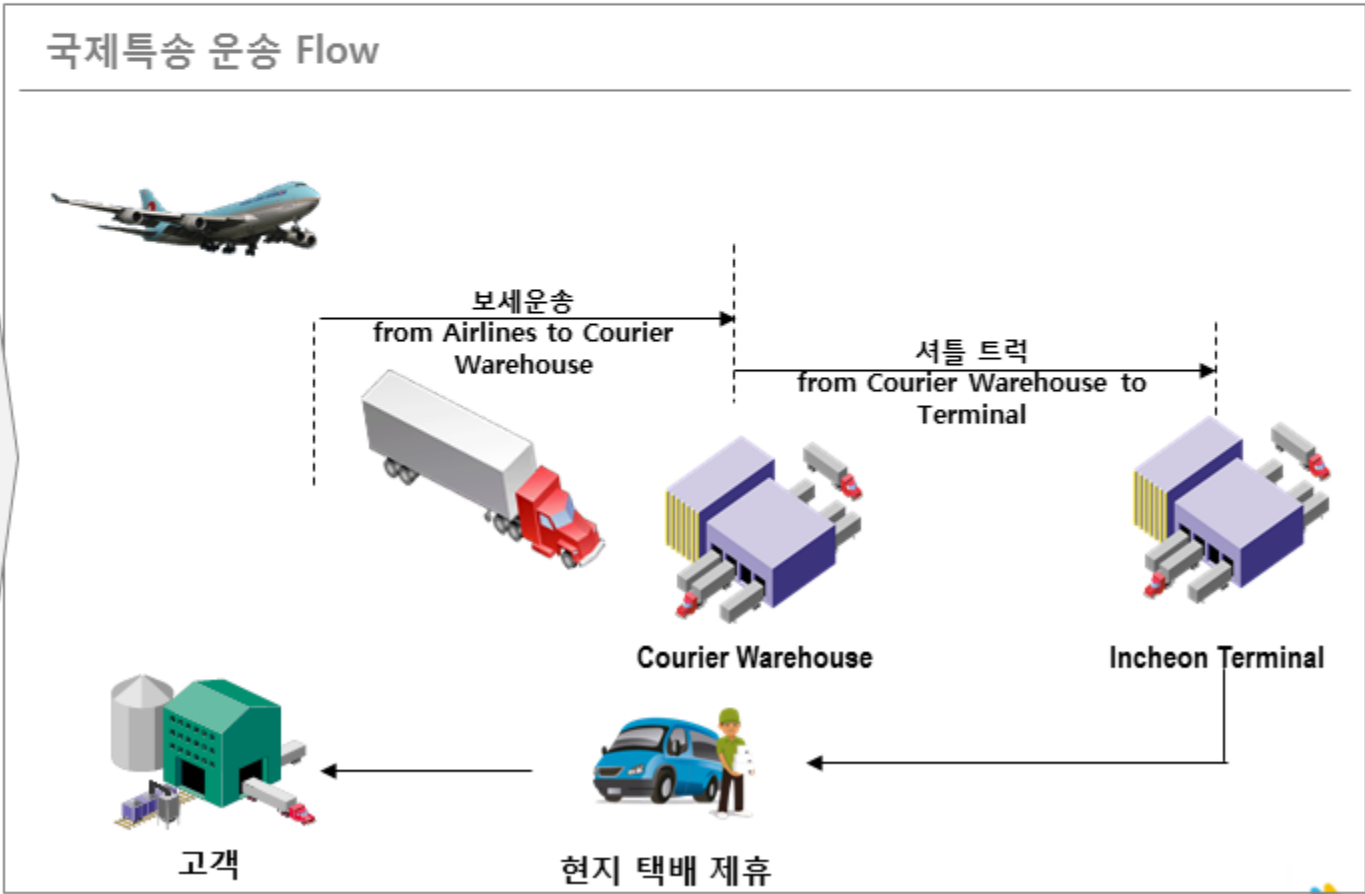 국제특송 운송 Flow
보세운송
from Airlines to Courier
Warehouse
셔틀 트럭
from Courier Warehouse to
Terminal
Courier Warehouse
Incheon Terminal
고객
현지 택배 제휴